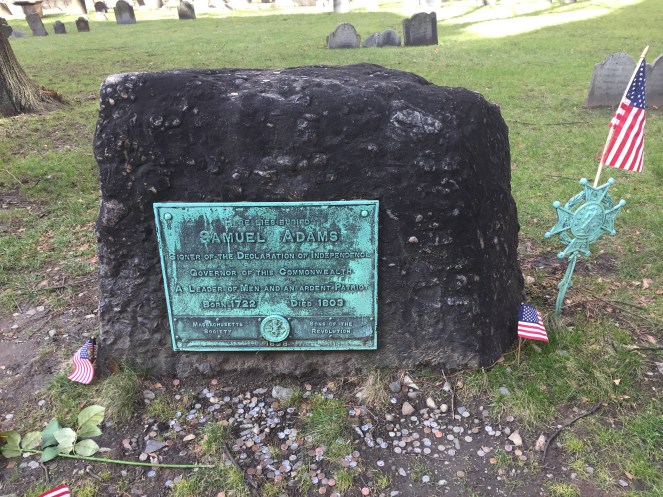 HERE LIES BURIED
SAMUEL ADAMS
SIGNER OF THE DECLARATION OF INDEPENDENCE
GOVERNOR OF THIS COMMONWEALTH
A LEADER OF MEN AND AN ARDENT PATRIOT
BORN 1722 DIED 1803
MASSACHUSETTS SONS OF THE
SOCIETY REVOLUTION
1898